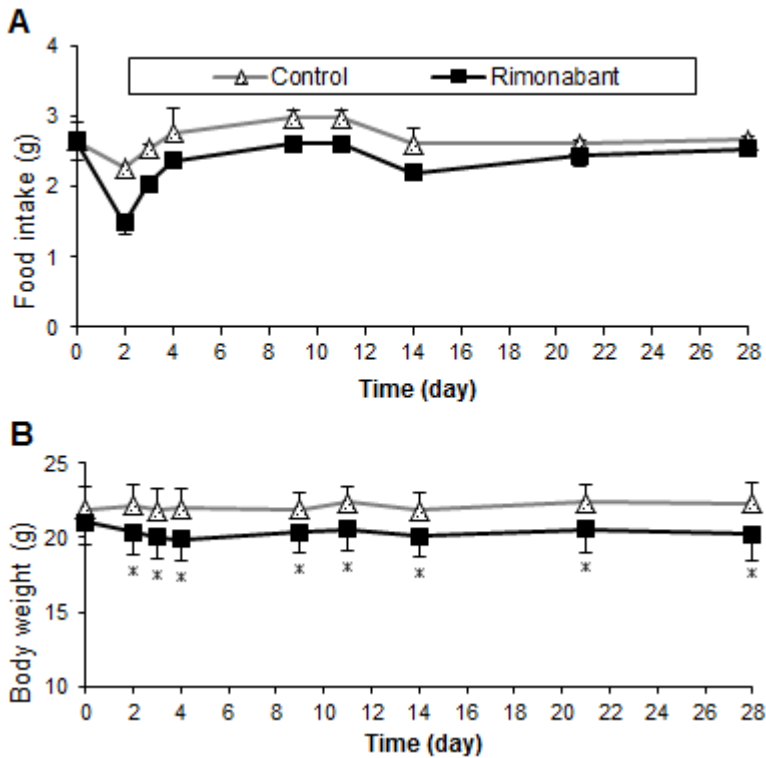 A
4
Control
Rimonabant
3
2
1
0
Food intake (g)
0 2 4 6 8 10 12 14 16 18 20 22 24 26 28
Time (day)
B
25
20
15
10
Body weight (g)
* * * * * * * *
0 2 4 6 8 10 12 14 16 18 20 22 24 26 28
Time (day)